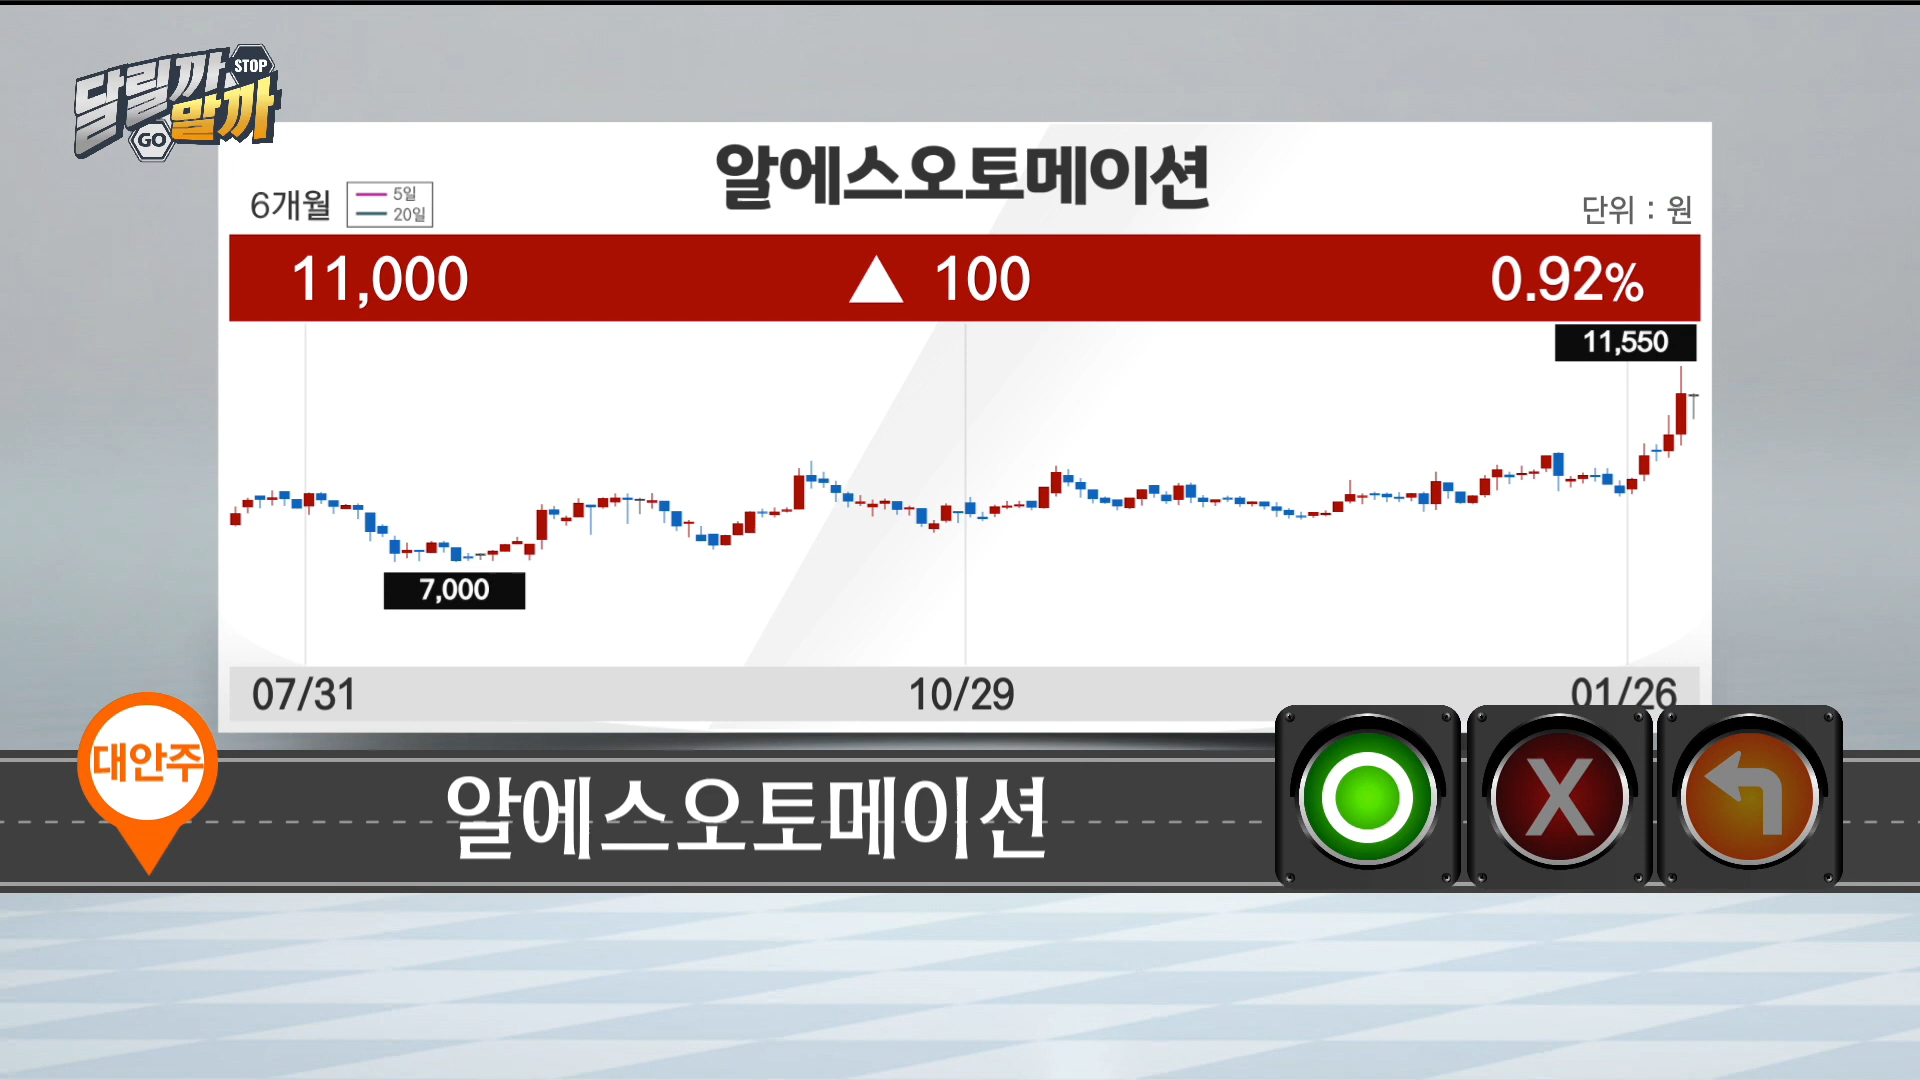 달릴까 STOP
GO 말까
알에스오토메이션
6개월
5일
20일
단위 : 원
11,000 ▲ 100 0.92%
11,550
7,000
07/31 10/29 01/26
대안주
알에스오토메이션
X